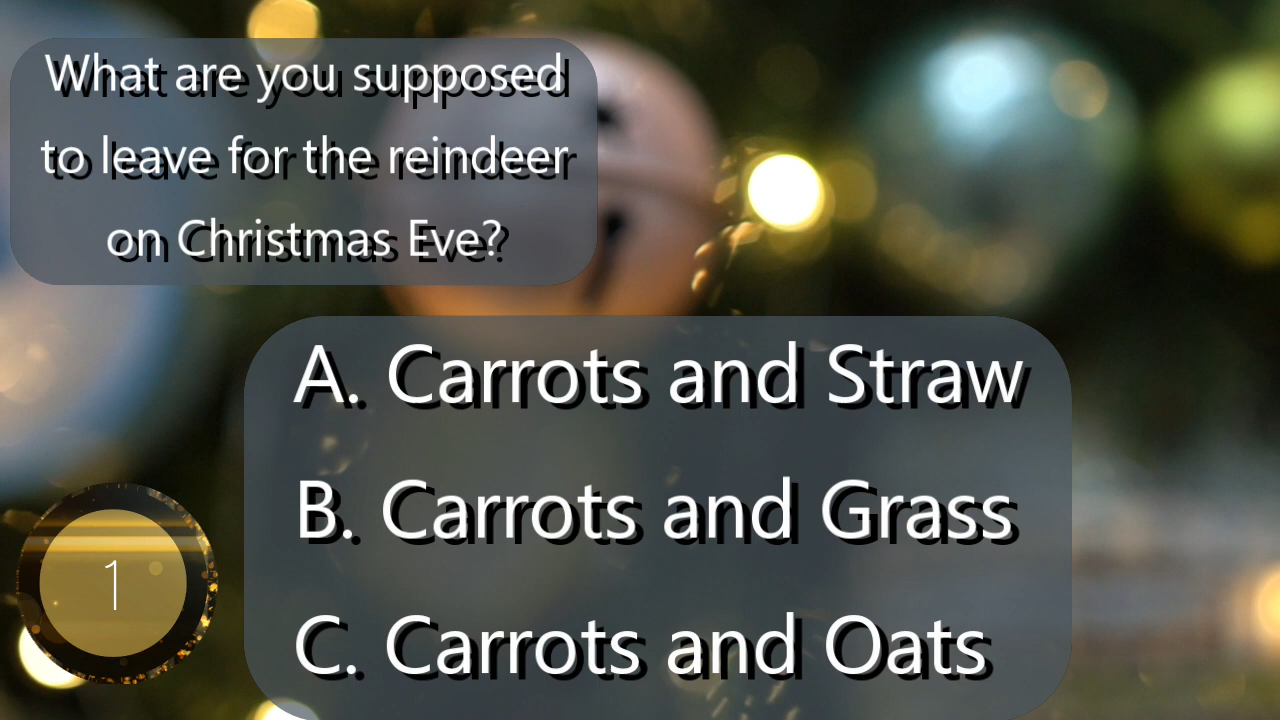 What are you supposed
to leave for the reindeer
on Christmas Eve?
A. Carrots and Straw
B. Carrots and Grass
C. Carrots and Oats
1